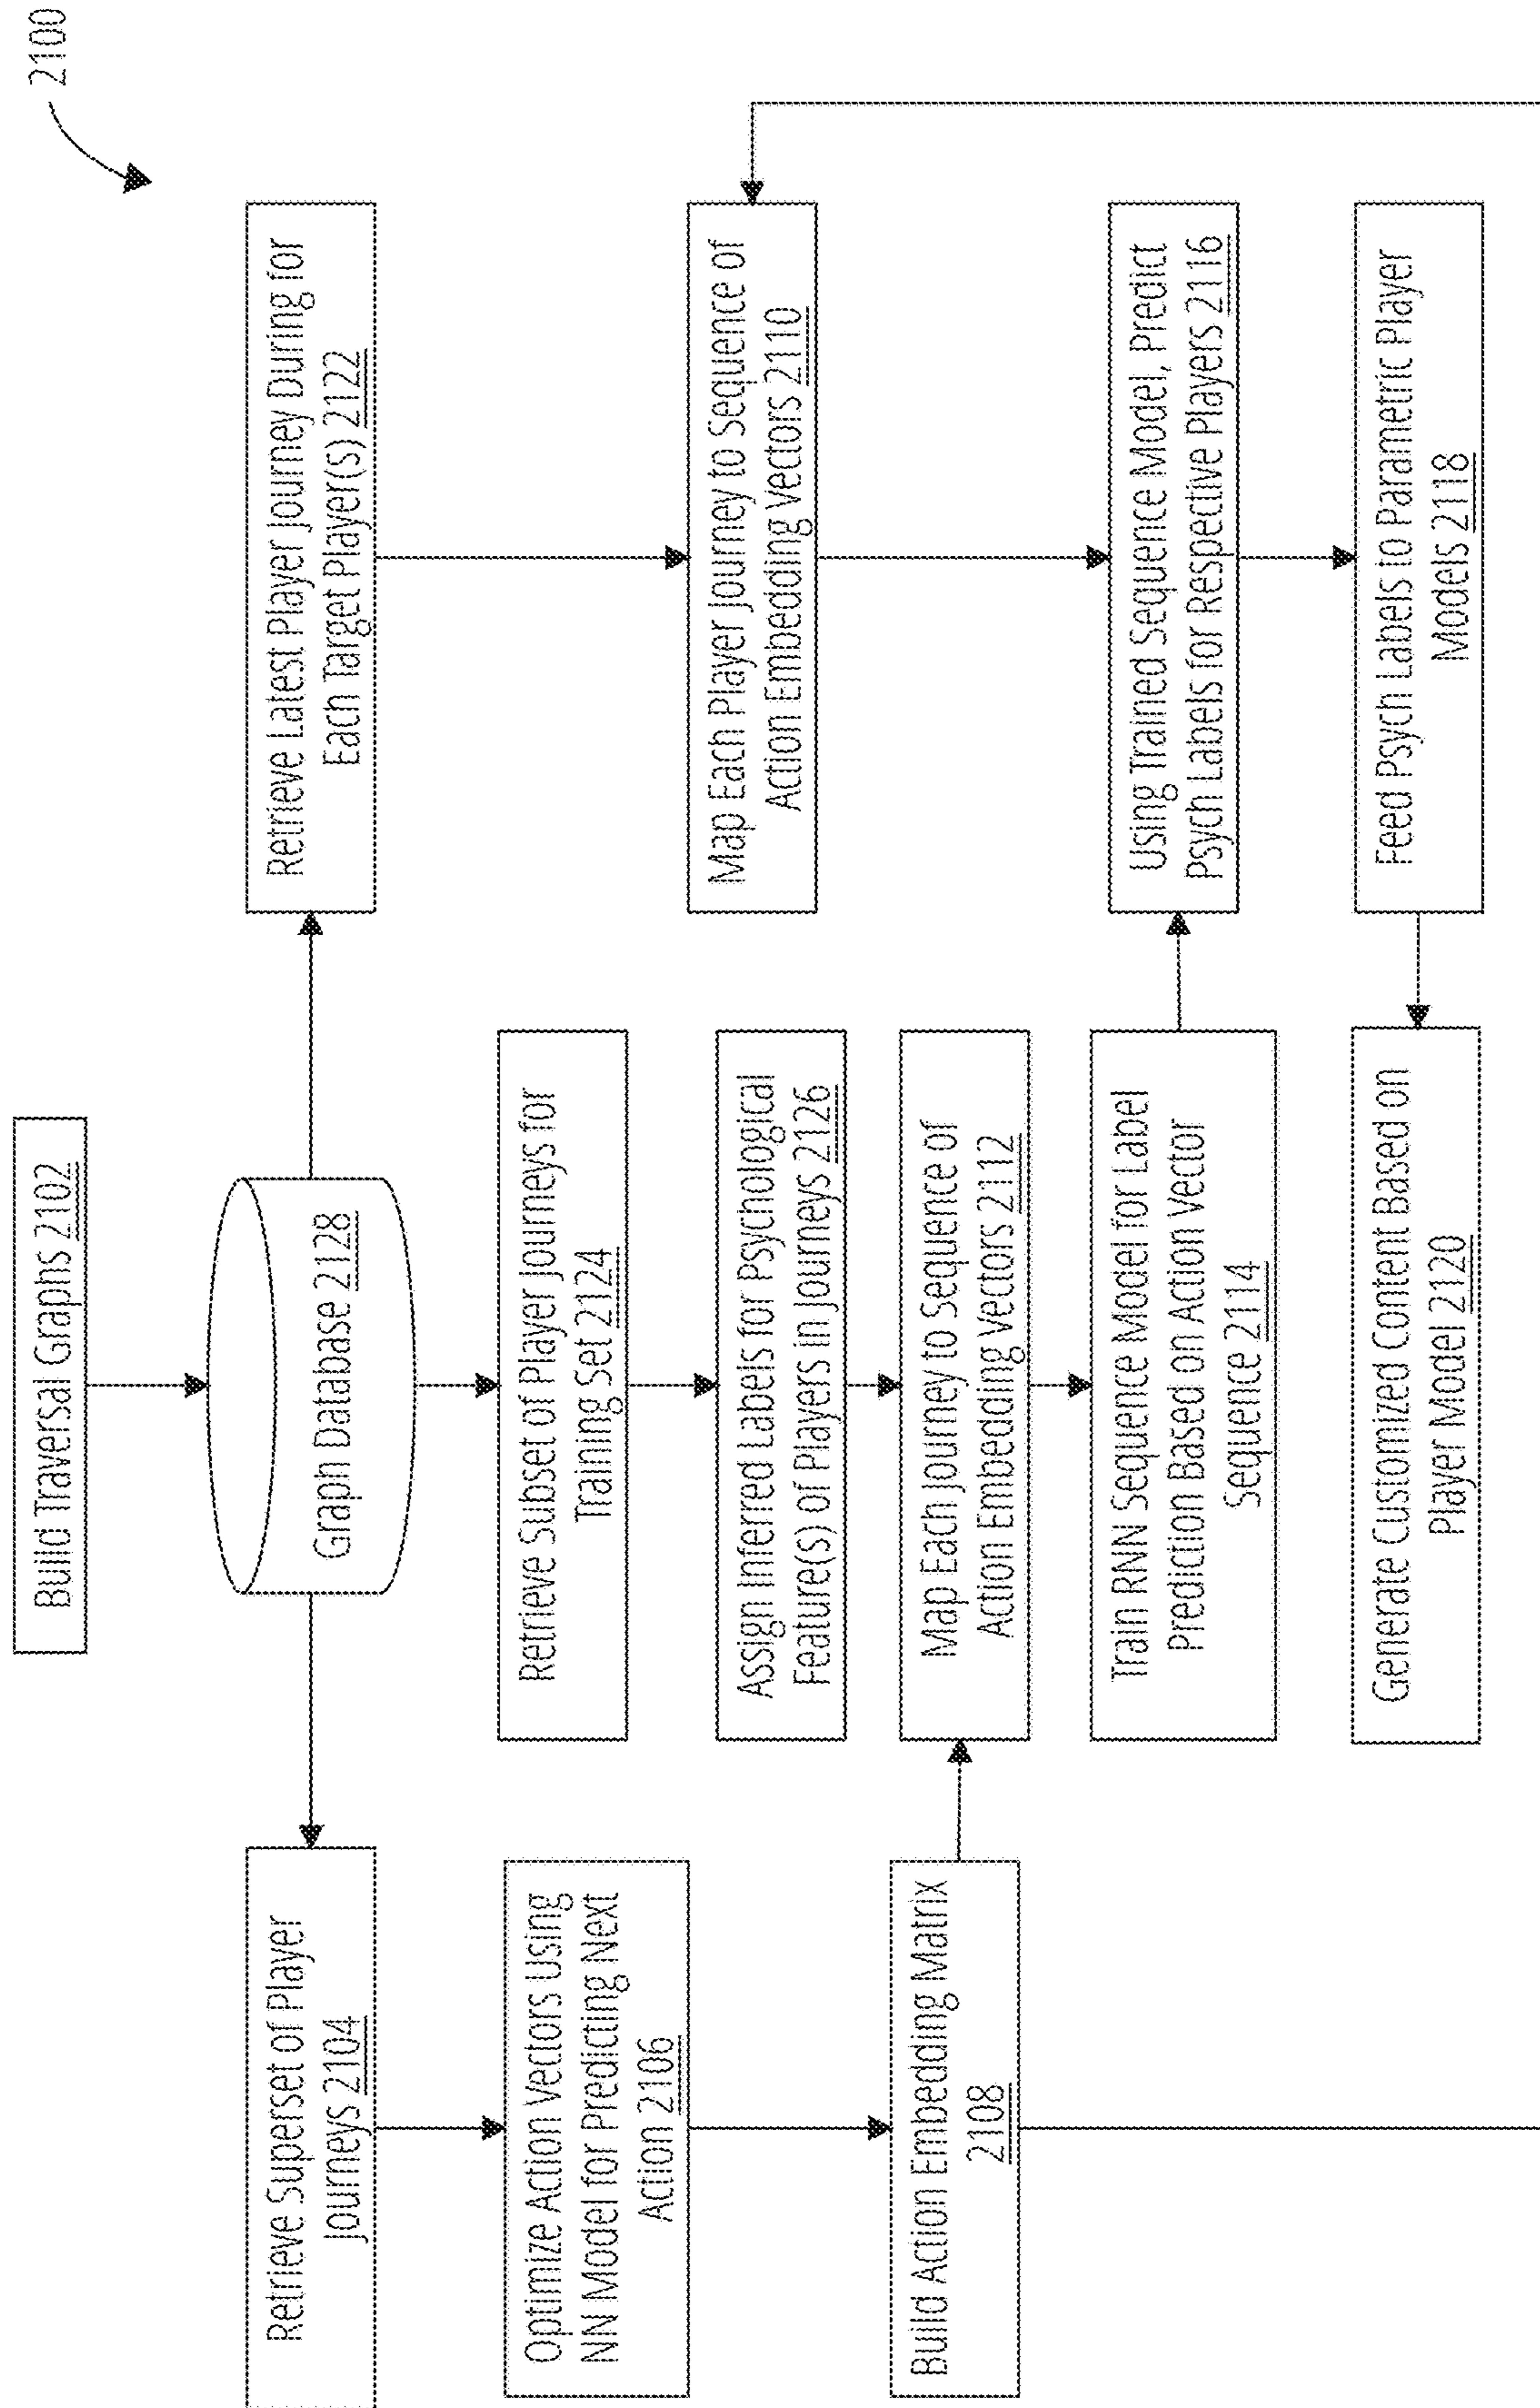 2100
Build Traversal Graphs 2102
Graph Database 2128
Retrieve Superset of Player
Journeys 2104
Optimize Action Vectors Using
NN Model for Predicting Next
Action 2106
Build Action Embedding Matrix
2108
Retrieve Subset of Player Journeys for
Training Set 2124
Assign Inferred Labels for Psychological
Feature(s) of Players in Journeys 2126
Map Each Journey to Sequence of
Action Embedding Vectors 2112
Train RNN Sequence Model for Label
Prediction Based on Action Vector
Sequence 2114
Generate Customized Content Based on
Player Model 2120
Retrieve Latest Player Journey During for
Each Target Player(S) 2122
Map Each Player Journey to Sequence of
Action Embedding Vectors 2110
Using Trained Sequence Model, Predict
Psych Labels for Respective Players 2116
Feed Psych Labels to Parametric Player
Models 2118